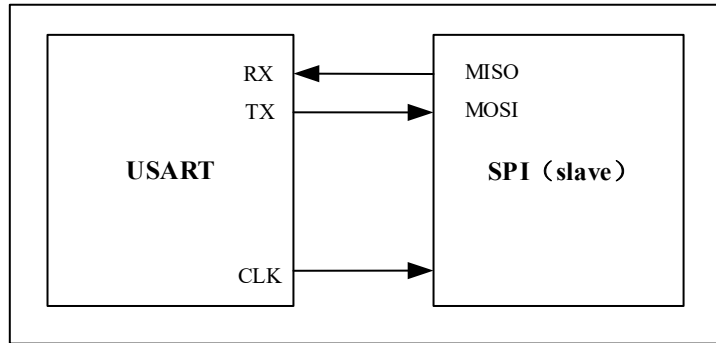 RX
MISO
TX
MOSI
USART
SPI（slave）
CLK